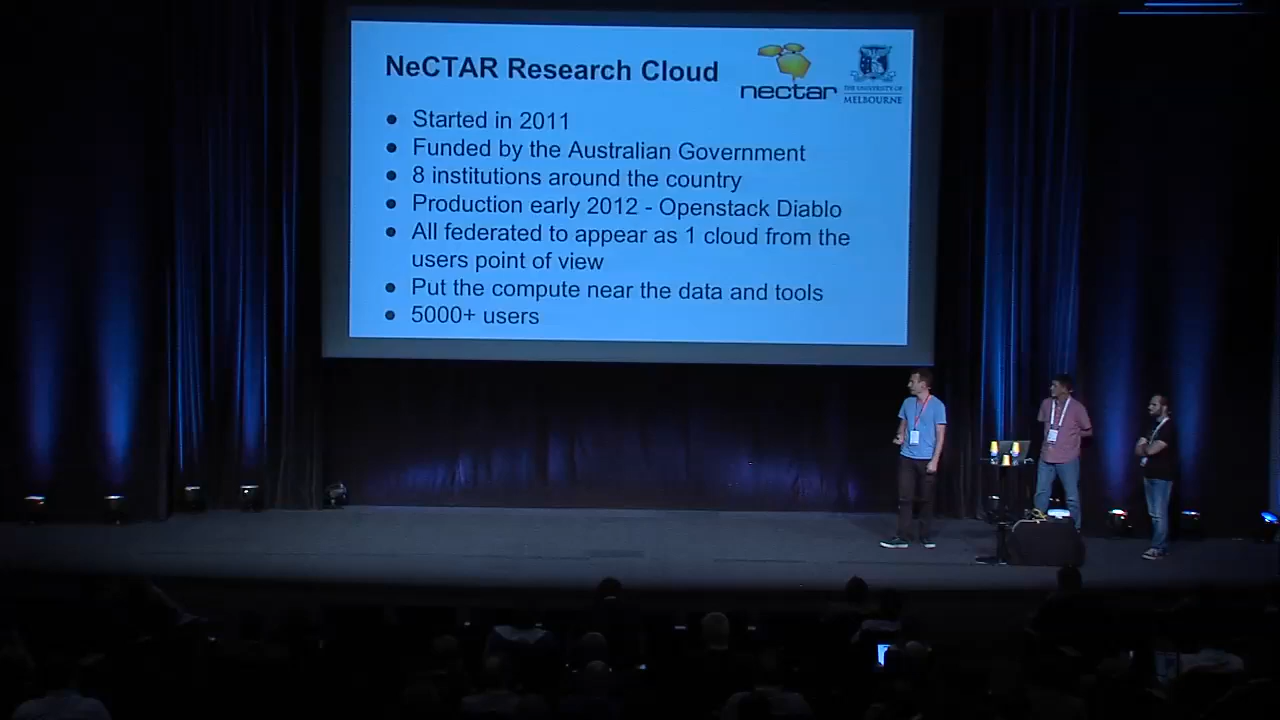 NeCTAR Research Cloud
nectar
THE UNIVERSITY OF
MELBOURNE
● Started in 2011
● Funded by the Australian Government
● 8 institutions around the country
● Production early 2012 - Openstack Diablo
● All federated to appear as 1 cloud from the
users point of view
● Put the compute near the data and tools
● 5000+ users